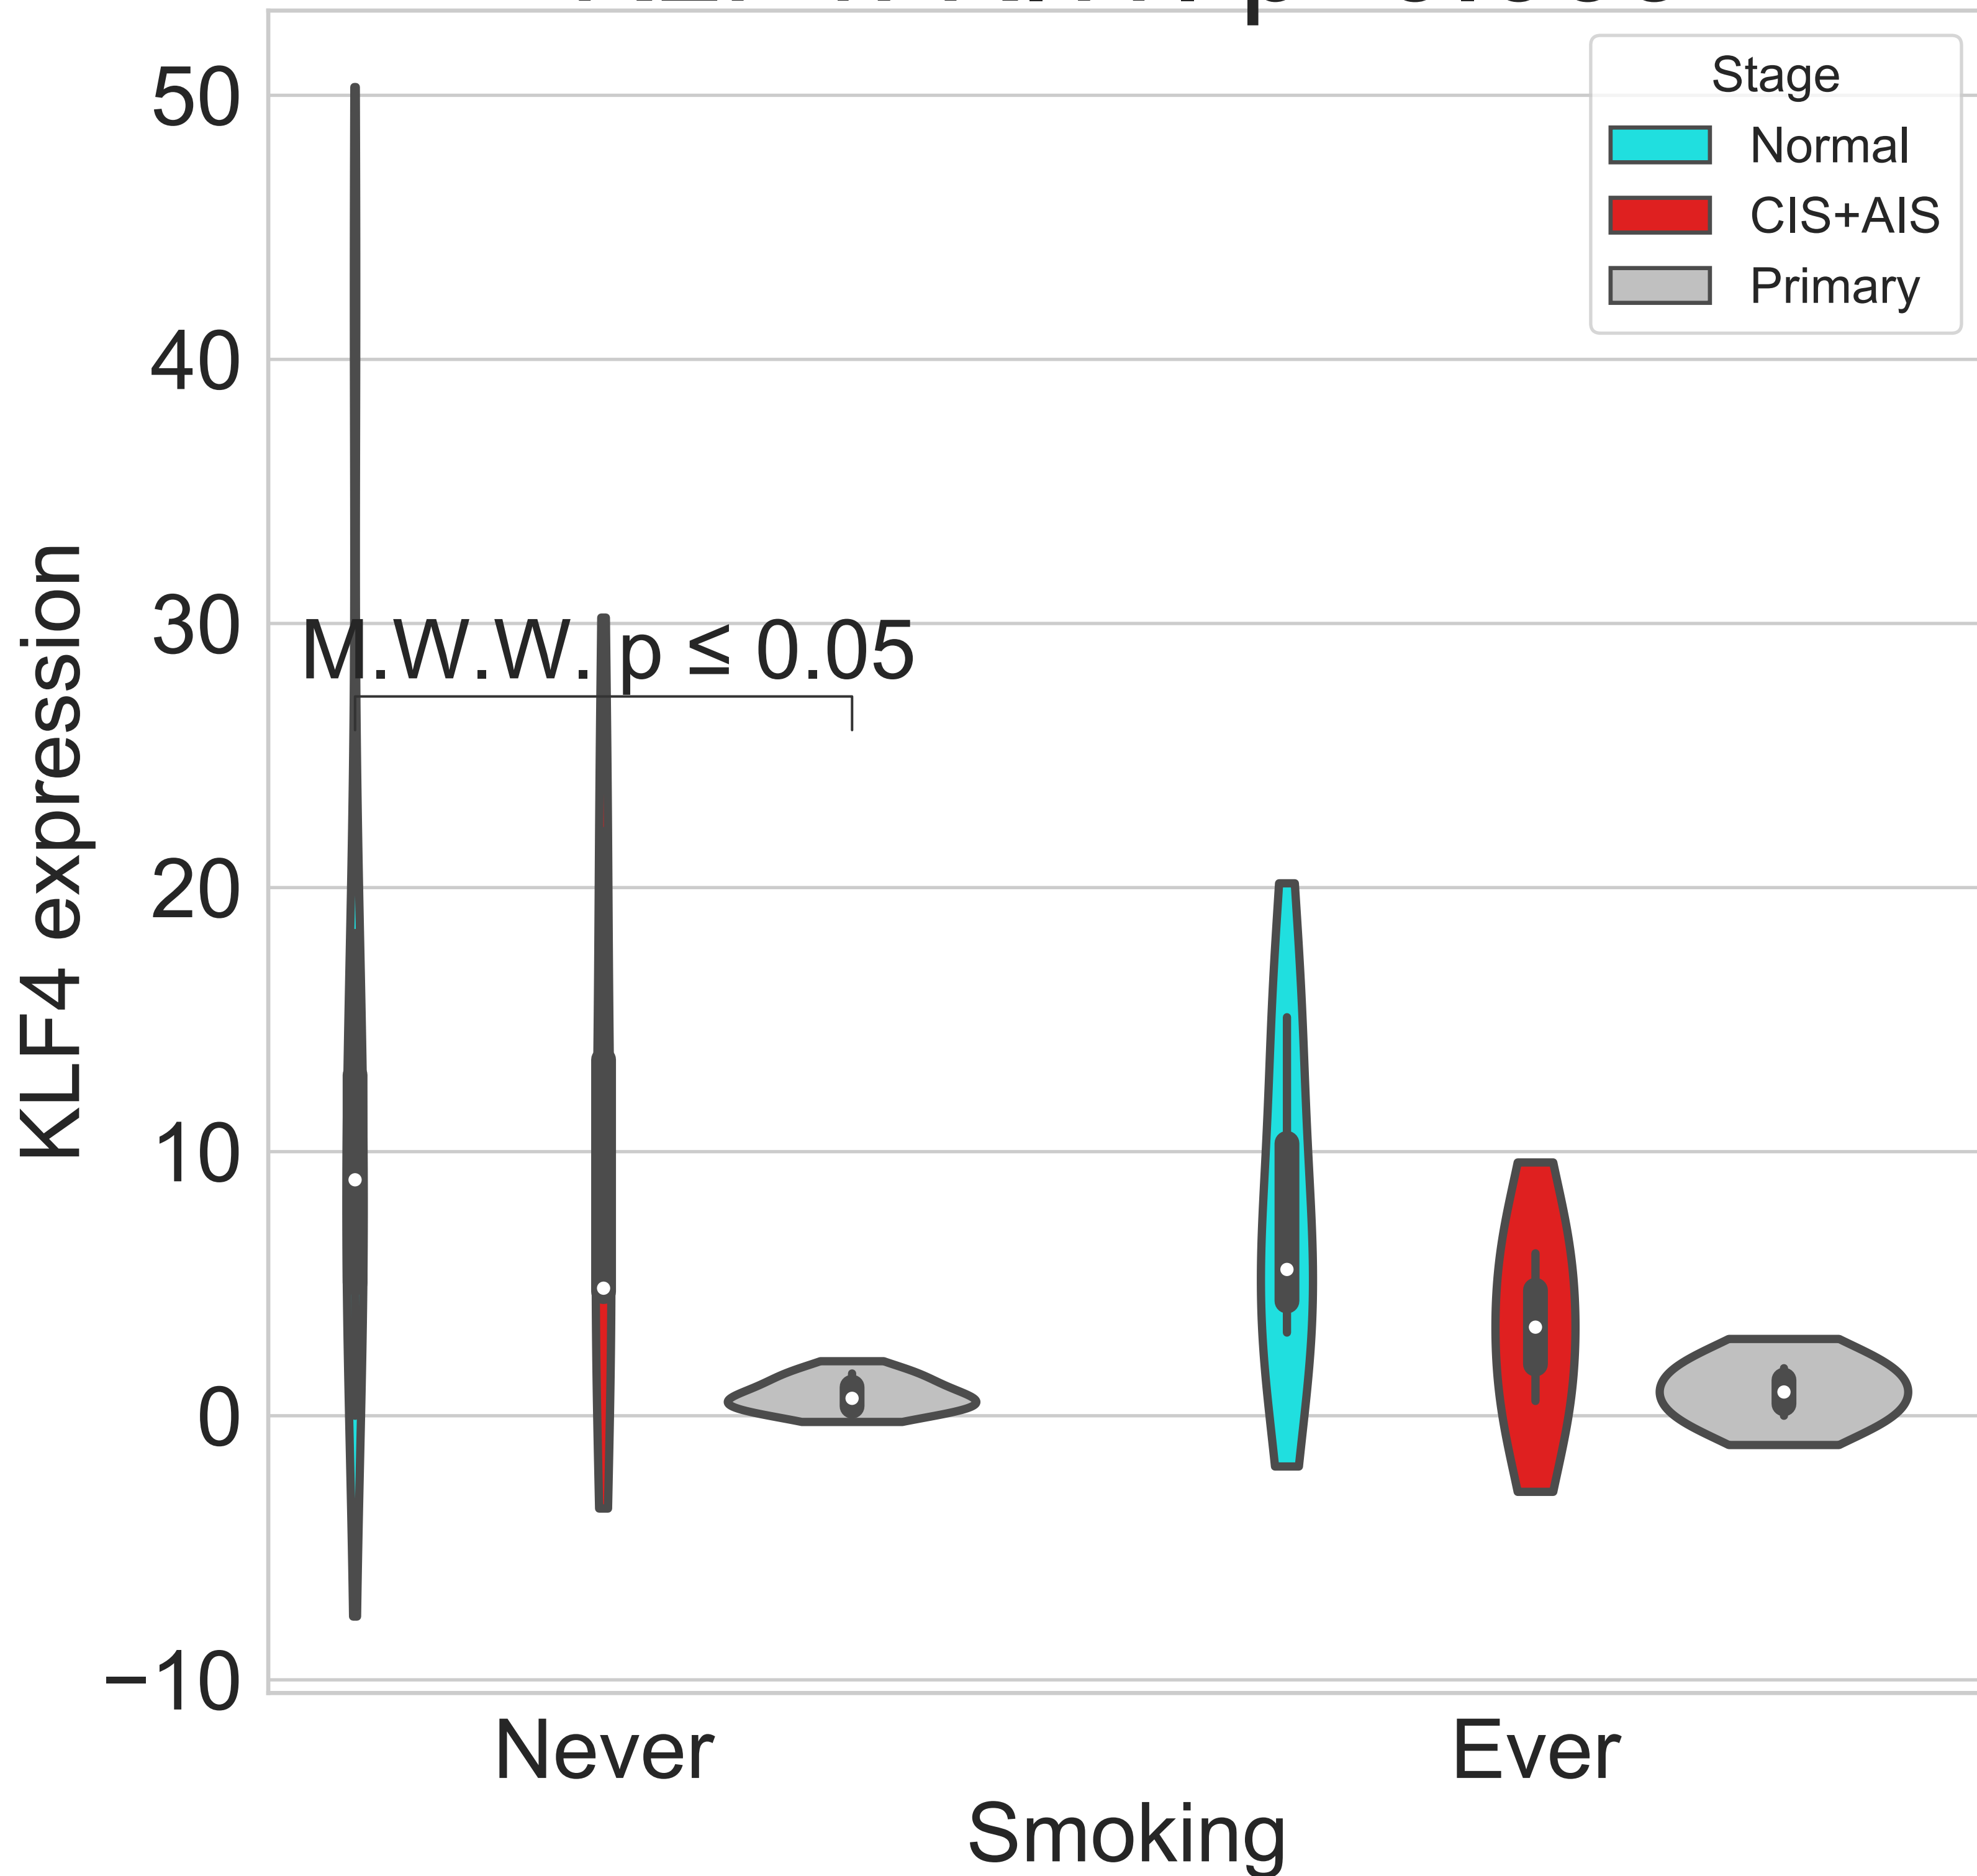 Stage
Normal
CIS+AIS
Primary
50
40
30
20
10
0
−10
KLF4 expression
M.W.W. p ≤ 0.05
Never
Ever
Smoking